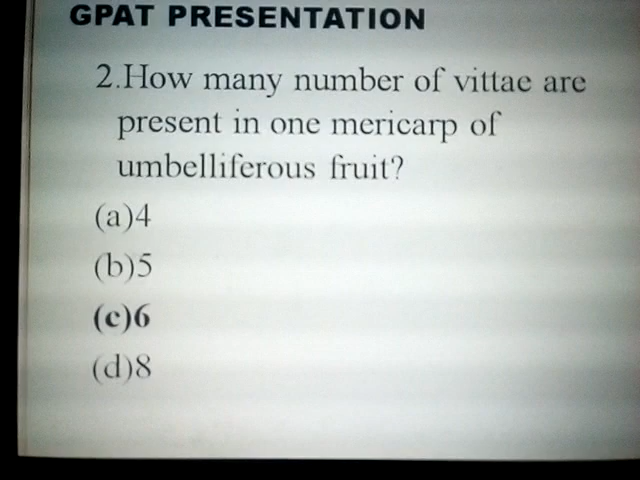 GPAT PRESENTATION
2.How many number of vittae are
present in one mericarp of
umbelliferous fruit?
(a)4
(b)5
(c)6
(d)8